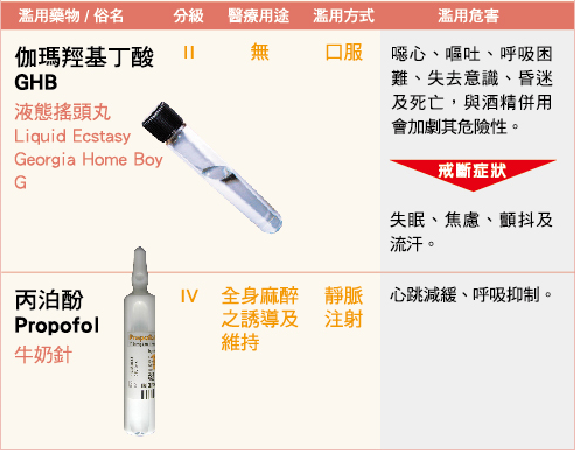 濫用藥物 / 俗名 分級 醫療用途 濫用方式 濫用危害
伽瑪羥基丁酸
GHB
液態搖頭丸
Liquid Ecstasy
Georgia Home Boy
G
II
無
口服
噁心、嘔吐、呼吸困
難、失去意識、昏迷
及死亡，與酒精併用
會加劇其危險性。
戒斷症狀
失眠、焦慮、顫抖及
流汗。
丙泊酚
Propofol
牛奶針
IV
全身麻醉
之誘導及
維持
靜脈
注射
心跳減緩、呼吸抑制。